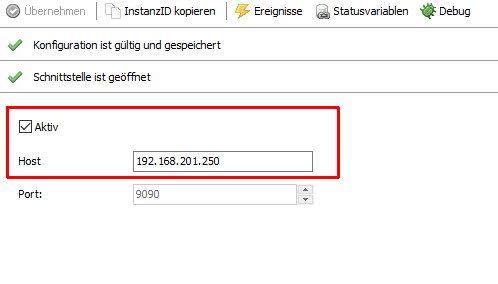 Übernehmen InstanzID kopieren Ereignisse Statusvariablen Debug
Konfiguration ist gültig und gespeichert
Schnittstelle ist geöffnet
Aktiv
Host 192.168.201.250
Port: 9090